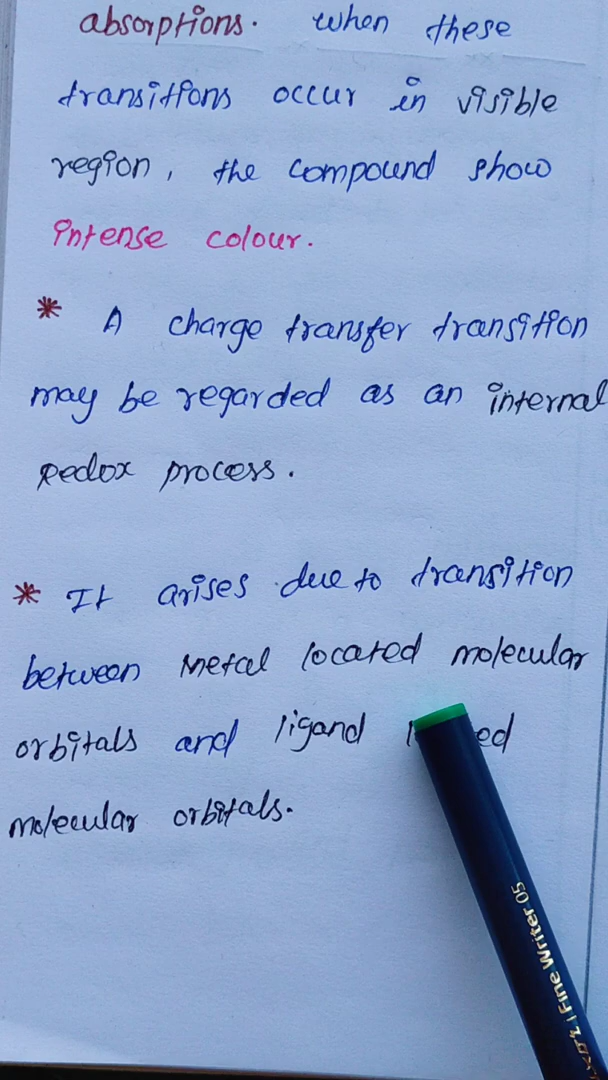 absorptions. when these
transitions occur in visible
region, the compound show
intense colour.
* A charge transfer transition
may be regarded as an internal
Redox process.
* It arises due to transition
between Metal located molecular
orbitals and ligand
molecular orbitals.
Fine Writer 05